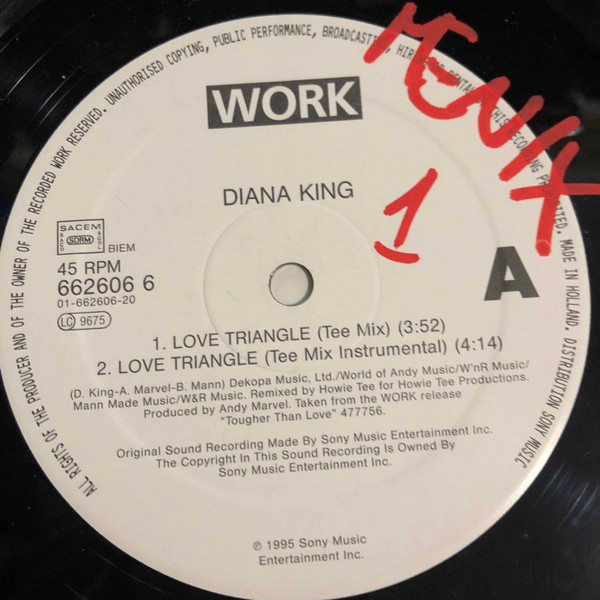 ALL RIGHTS OF THE PRODUCER AND OF THE OWNER OF THE RECORDED WORK RESERVED. UNAUTHORISED COPYING, PUBLIC PERFORMANCE, BROADCASTING, HIRING OR RENTAL THIS RECORDING PROHIBITED. MADE IN HOLLAND. DISTRIBUTION SONY MUSIC
WORK
DIANA KING
1
SACEM
SDRM
BIEM
A
45 RPM
662606 6
01-662606-20
LC 9675
1. LOVE TRIANGLE (Tee Mix) (3:52)
2. LOVE TRIANGLE (Tee Mix Instrumental) (4:14)
(D. King-A. Marvel-B. Mann) Dekopa Music, Ltd./World of Andy Music/W'nR Music/
Mann Made Music/W&R Music. Remixed by Howie Tee for Howie Tee Productions.
Produced by Andy Marvel. Taken from the WORK release
"Tougher Than Love" 477756.
Original Sound Recording Made By Sony Music Entertainment Inc.
The Copyright In This Sound Recording Is Owned By
Sony Music Entertainment Inc.
℗ 1995 Sony Music
Entertainment Inc.